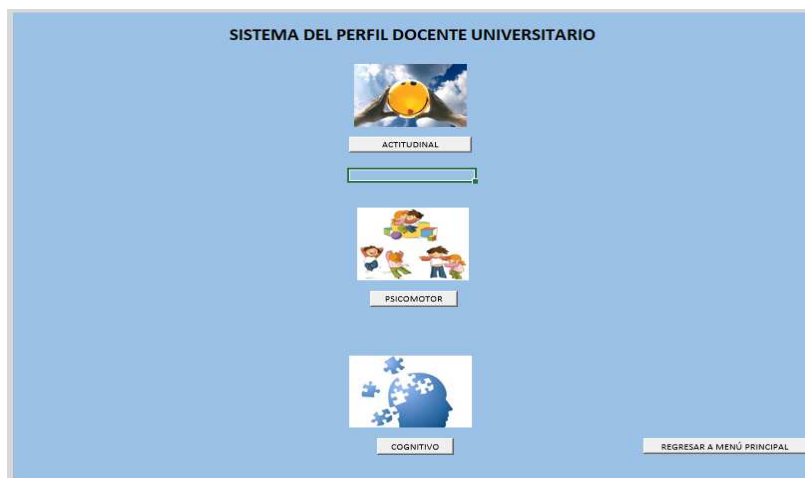 SISTEMA DEL PERFIL DOCENTE UNIVERSITARIO
ACTITUDINAL
PSICOMOTOR
COGNITIVO
REGRESAR A MENÚ PRINCIPAL